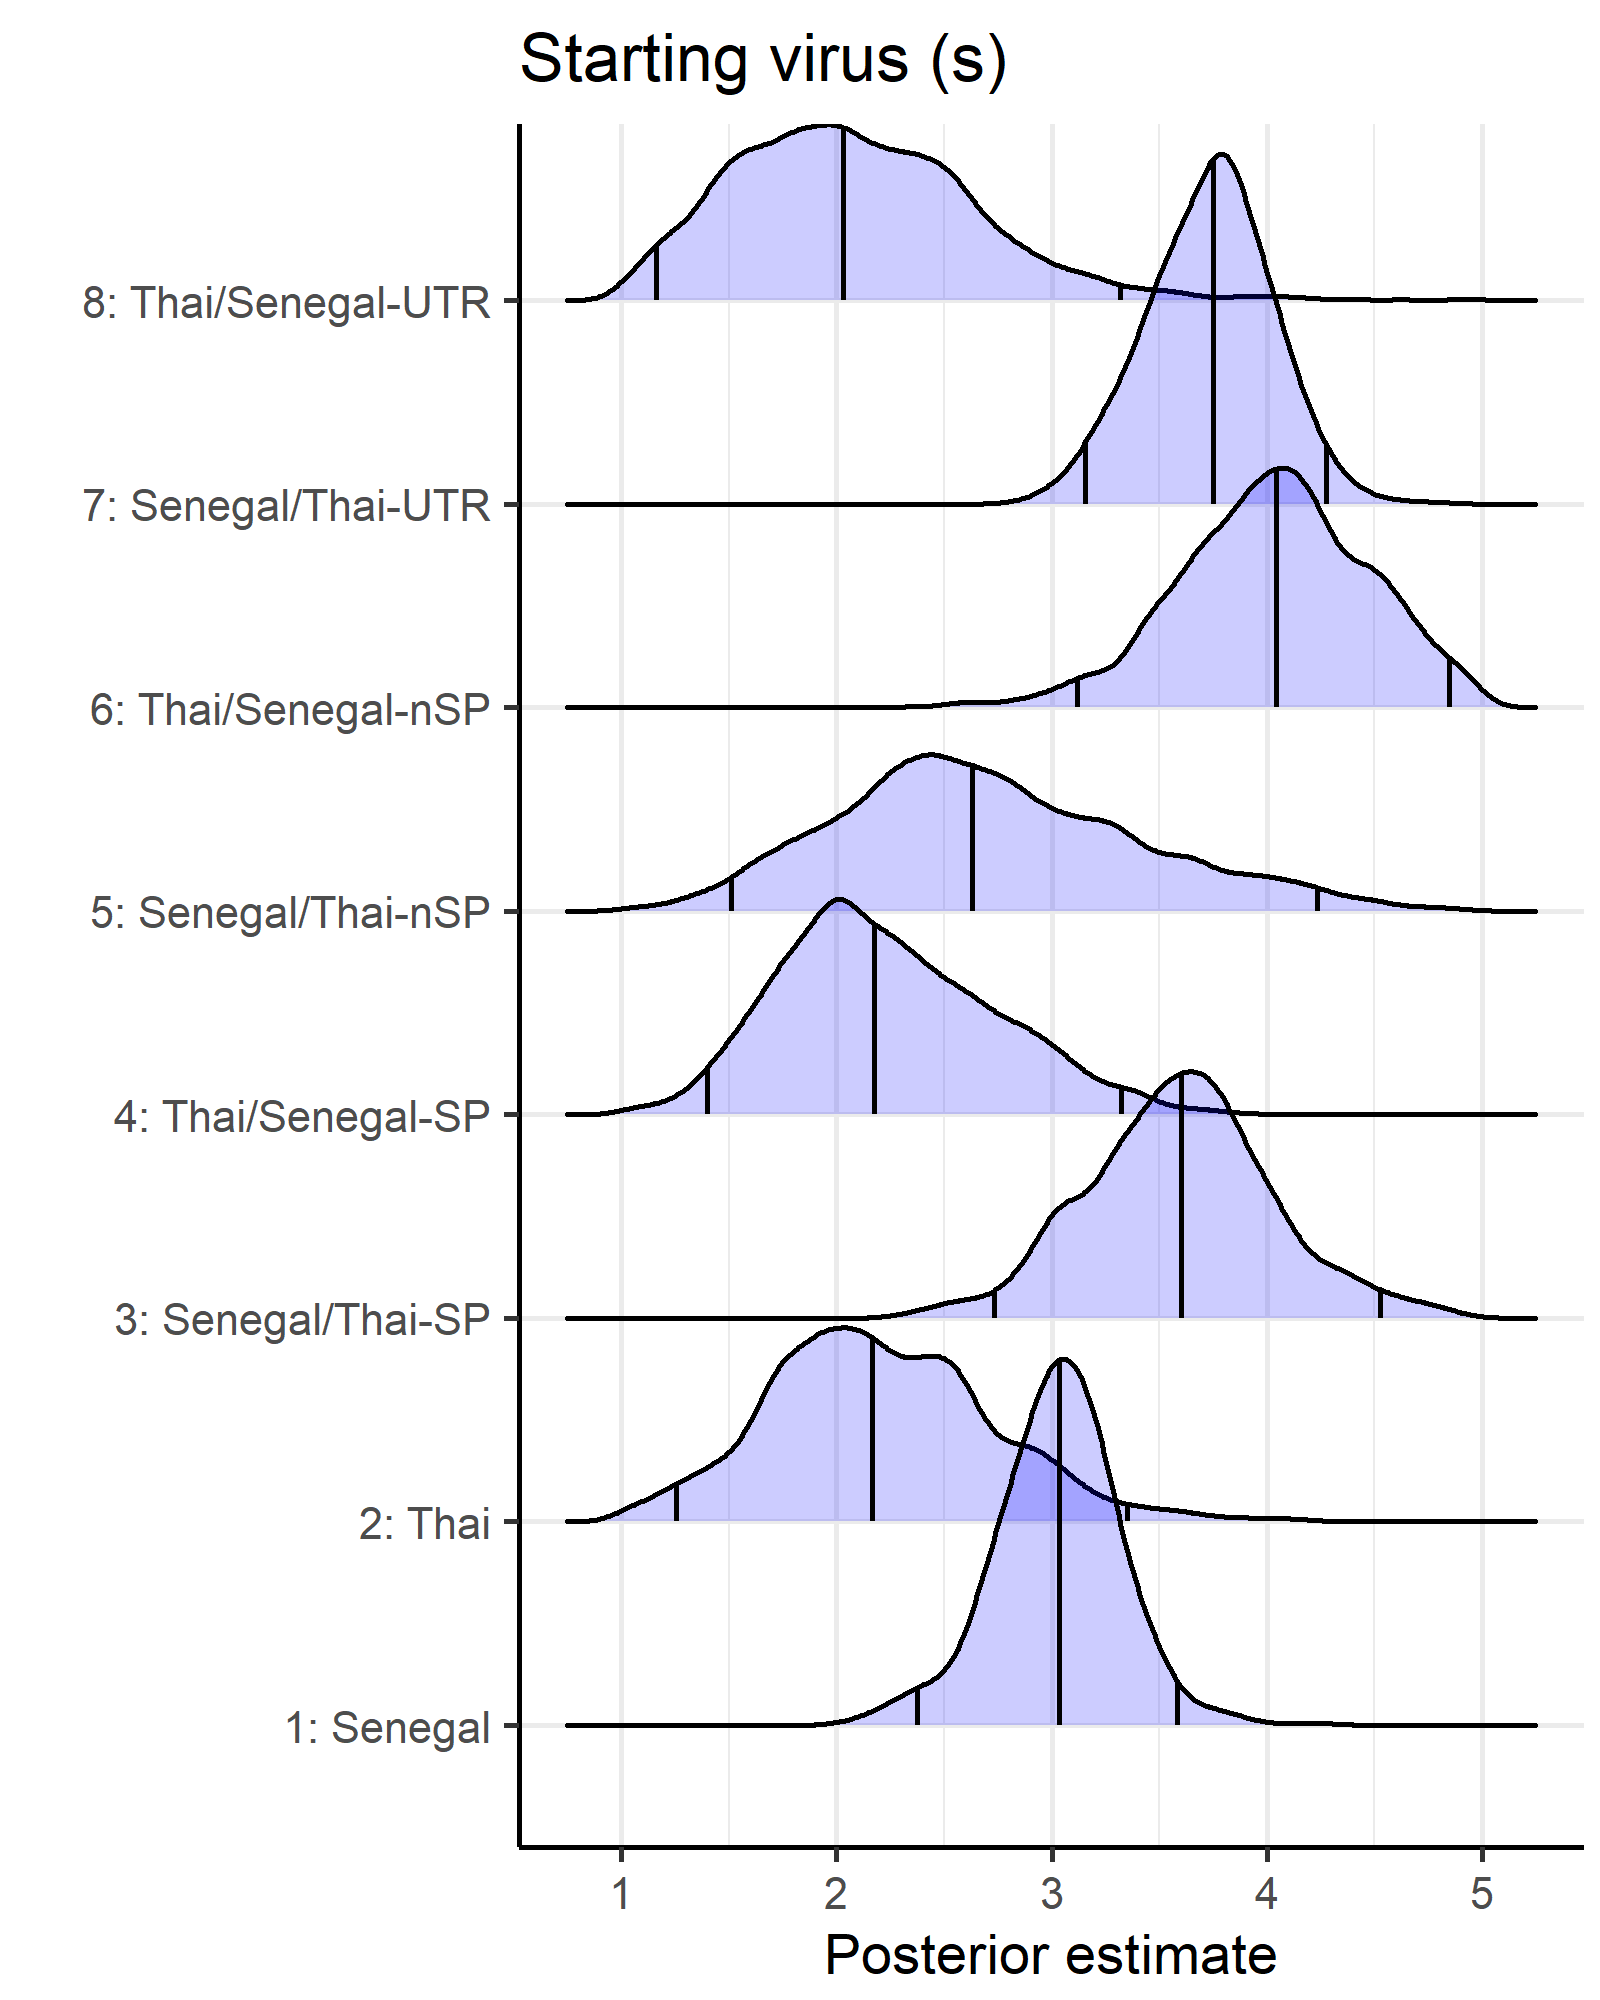 Starting virus (s)
8: Thai/Senegal-UTR
7: Senegal/Thai-UTR
6: Thai/Senegal-nSP
5: Senegal/Thai-nSP
4: Thai/Senegal-SP
3: Senegal/Thai-SP
2: Thai
1: Senegal
1 2 3 4 5
Posterior estimate